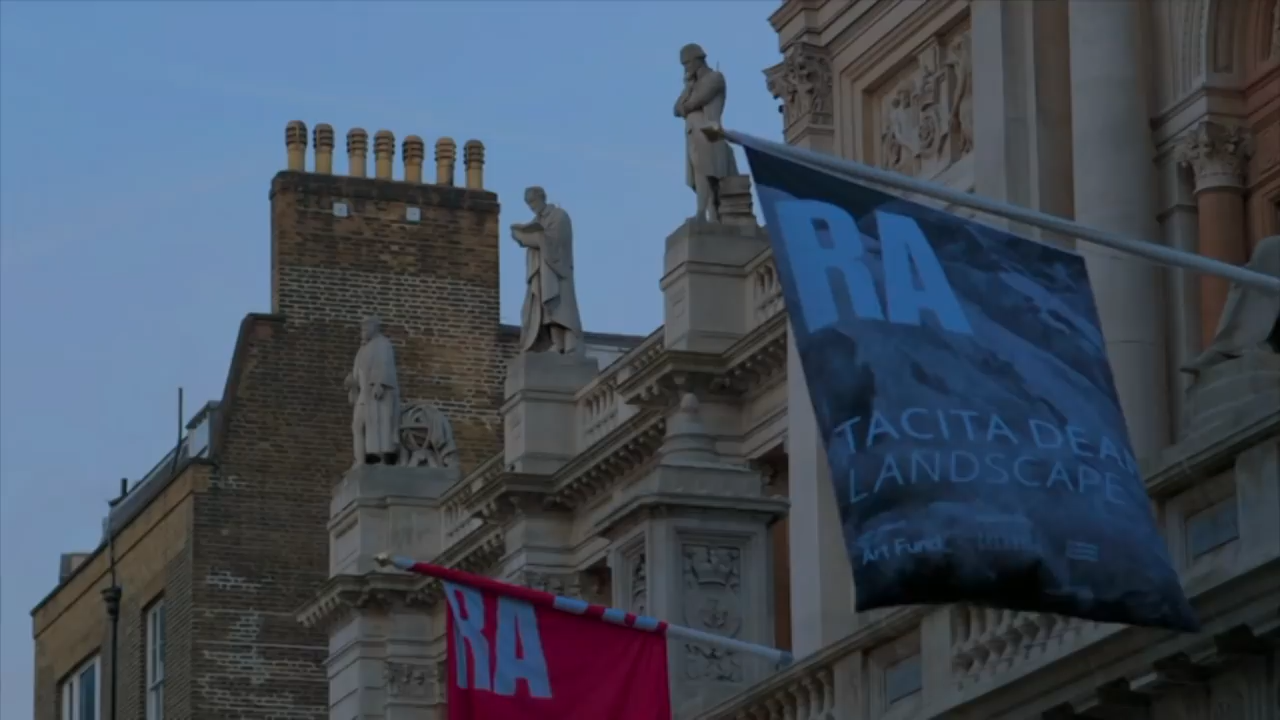 RA
TACITA DEAN
LANDSCAPE
Art Fund
RA